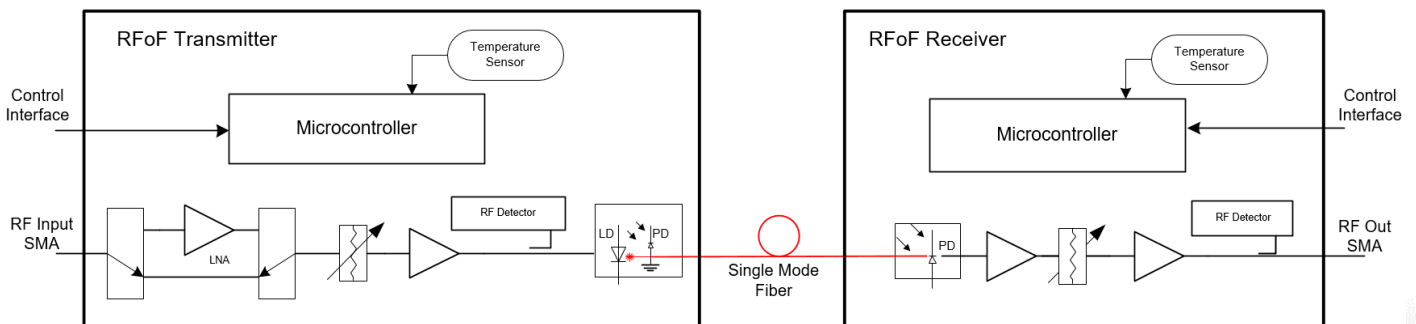 RFoF Transmitter
Temperature
Sensor
Control
Interface
Microcontroller
RF Input
SMA
LNA
RF Detector
LD
PD
Single Mode
Fiber
RFoF Receiver
Temperature
Sensor
Control
Interface
Microcontroller
PD
RF Detector
RF Out
SMA